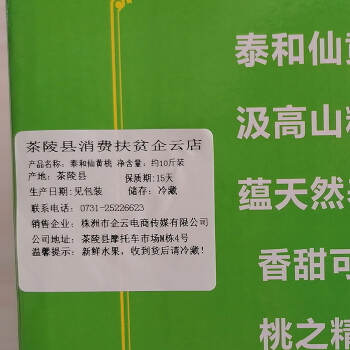 茶陵县消费扶贫企云店
产品名称：泰和仙黄桃 净含量：约10斤装
产地：茶陵县 保质期：15天
生产日期：见包装 储存：冷藏
联系电话：0731-25226623
销售企业：株洲市企云电商传媒有限公司
公司地址：茶陵县摩托车市场M栋4号
温馨提示：新鲜水果，收到货后请冷藏！
泰和仙黄
汲高山
蕴天然
香甜可
桃之精